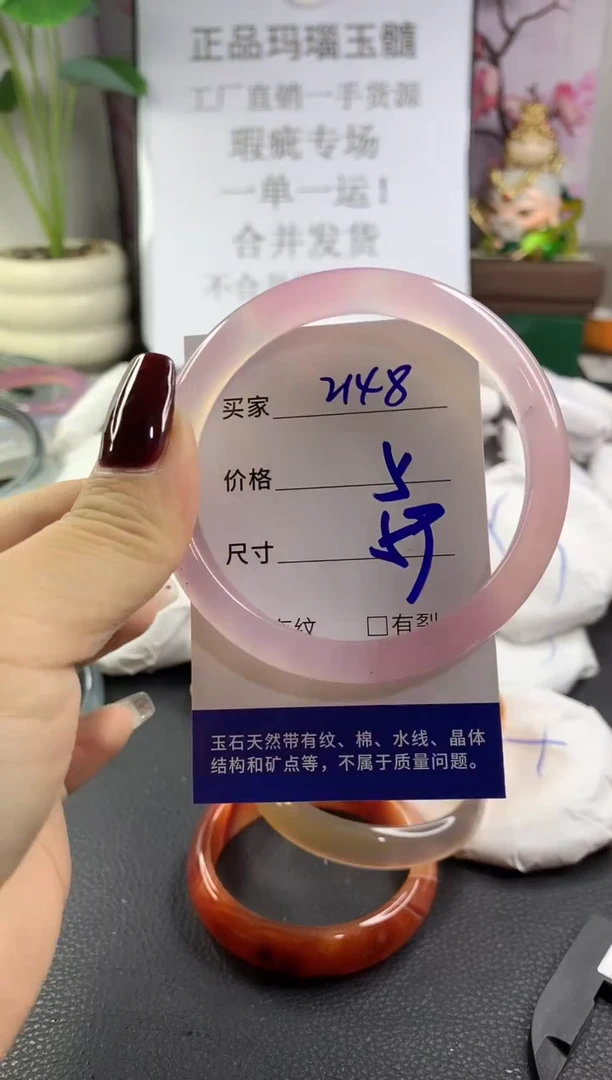 正品玛瑙玉髓
工厂直销一手货源
瑕疵专场
一单一运!
合并发货
买家 2148
价格
尺寸 57
纹 □有裂
玉石天然带有纹、棉、水线、晶体
结构和矿点等，不属于质量问题。